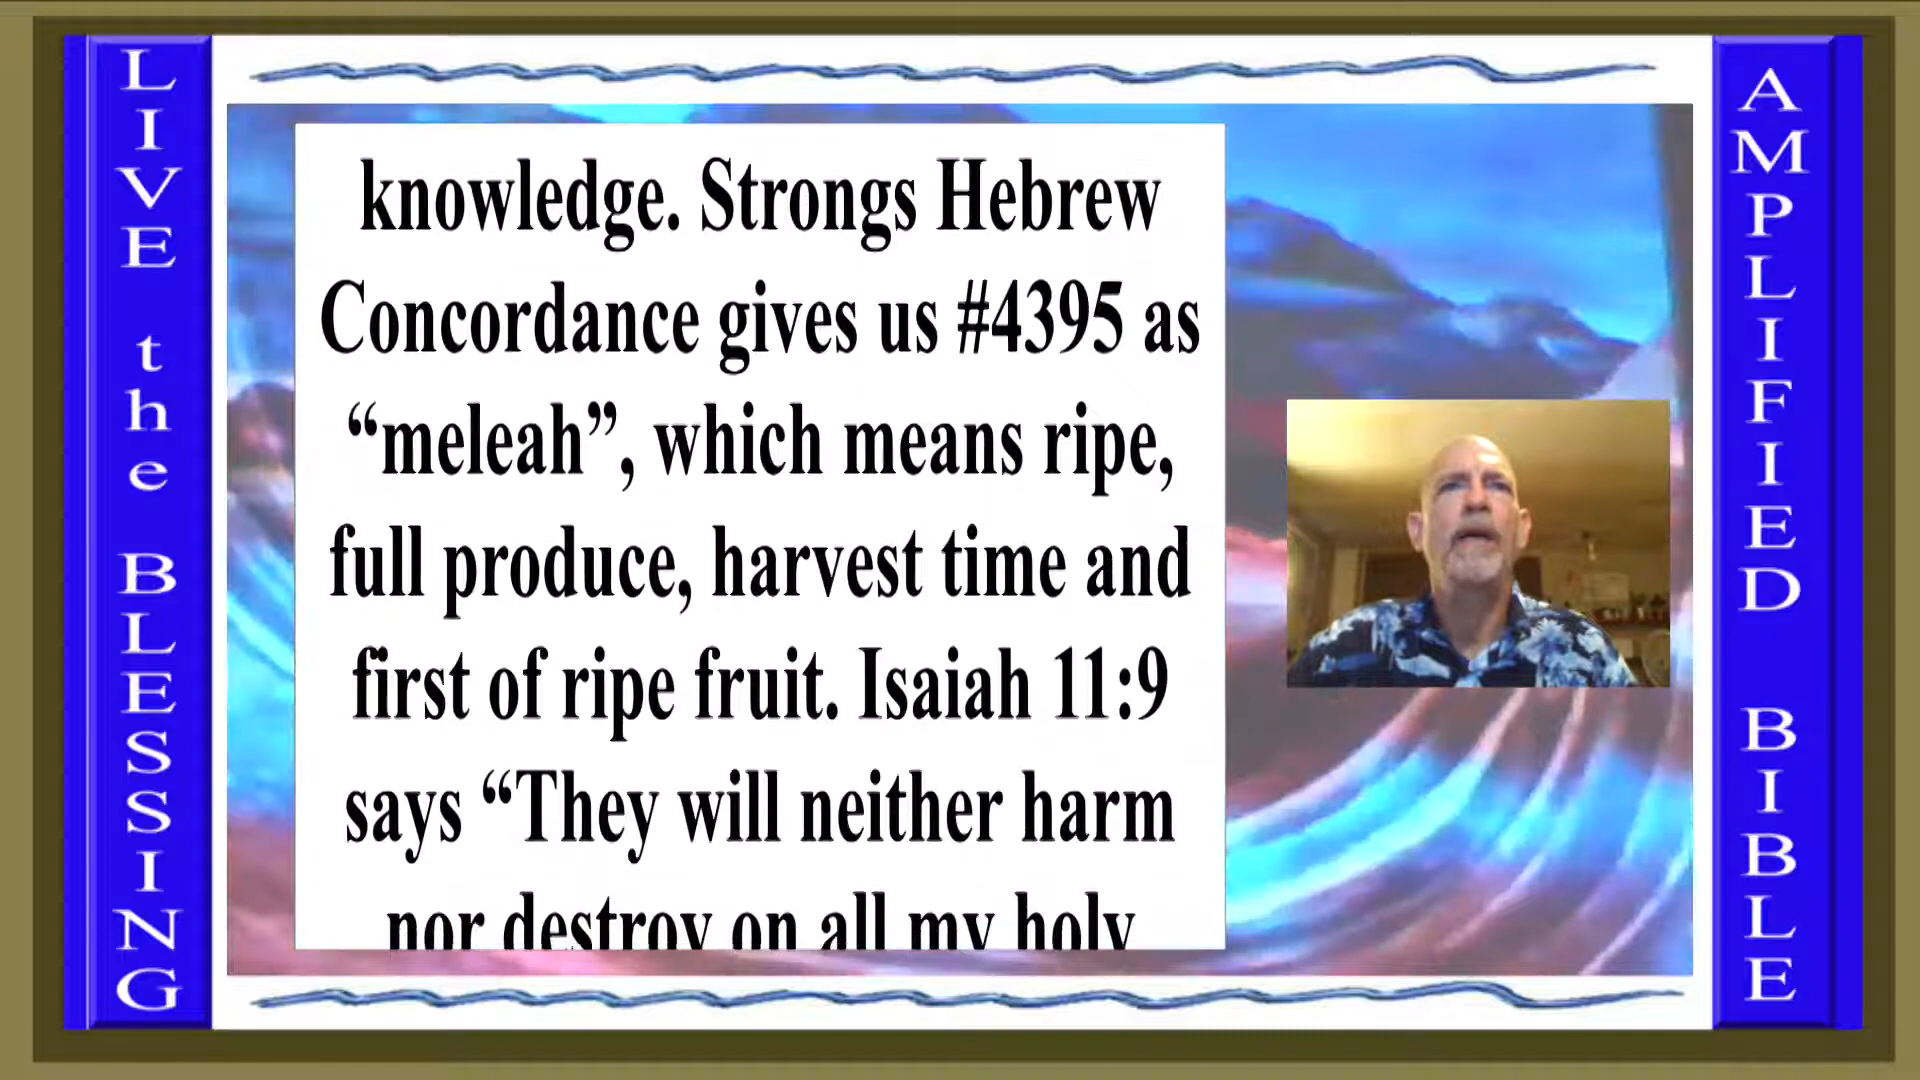 LIVE the BLESSING
knowledge. Strongs Hebrew
Concordance gives us #4395 as
“meleah”, which means ripe,
full produce, harvest time and
first of ripe fruit. Isaiah 11:9
says “They will neither harm
nor destroy on all my holy
AMPLIFIED BIBLE